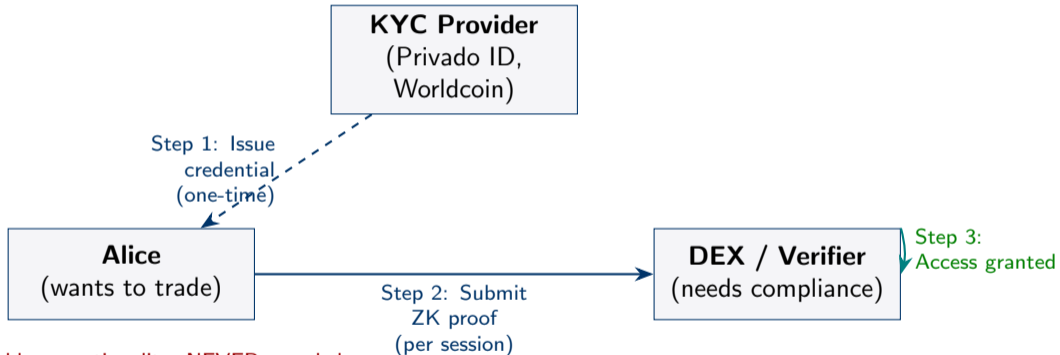 KYC Provider
(Privado ID,
Worldcoin)
Step 1: Issue
credential
(one-time)
Alice
(wants to trade)
Step 2: Submit
ZK proof
(per session)
DEX / Verifier
(needs compliance)
Step 3:
Access granted
NEVER